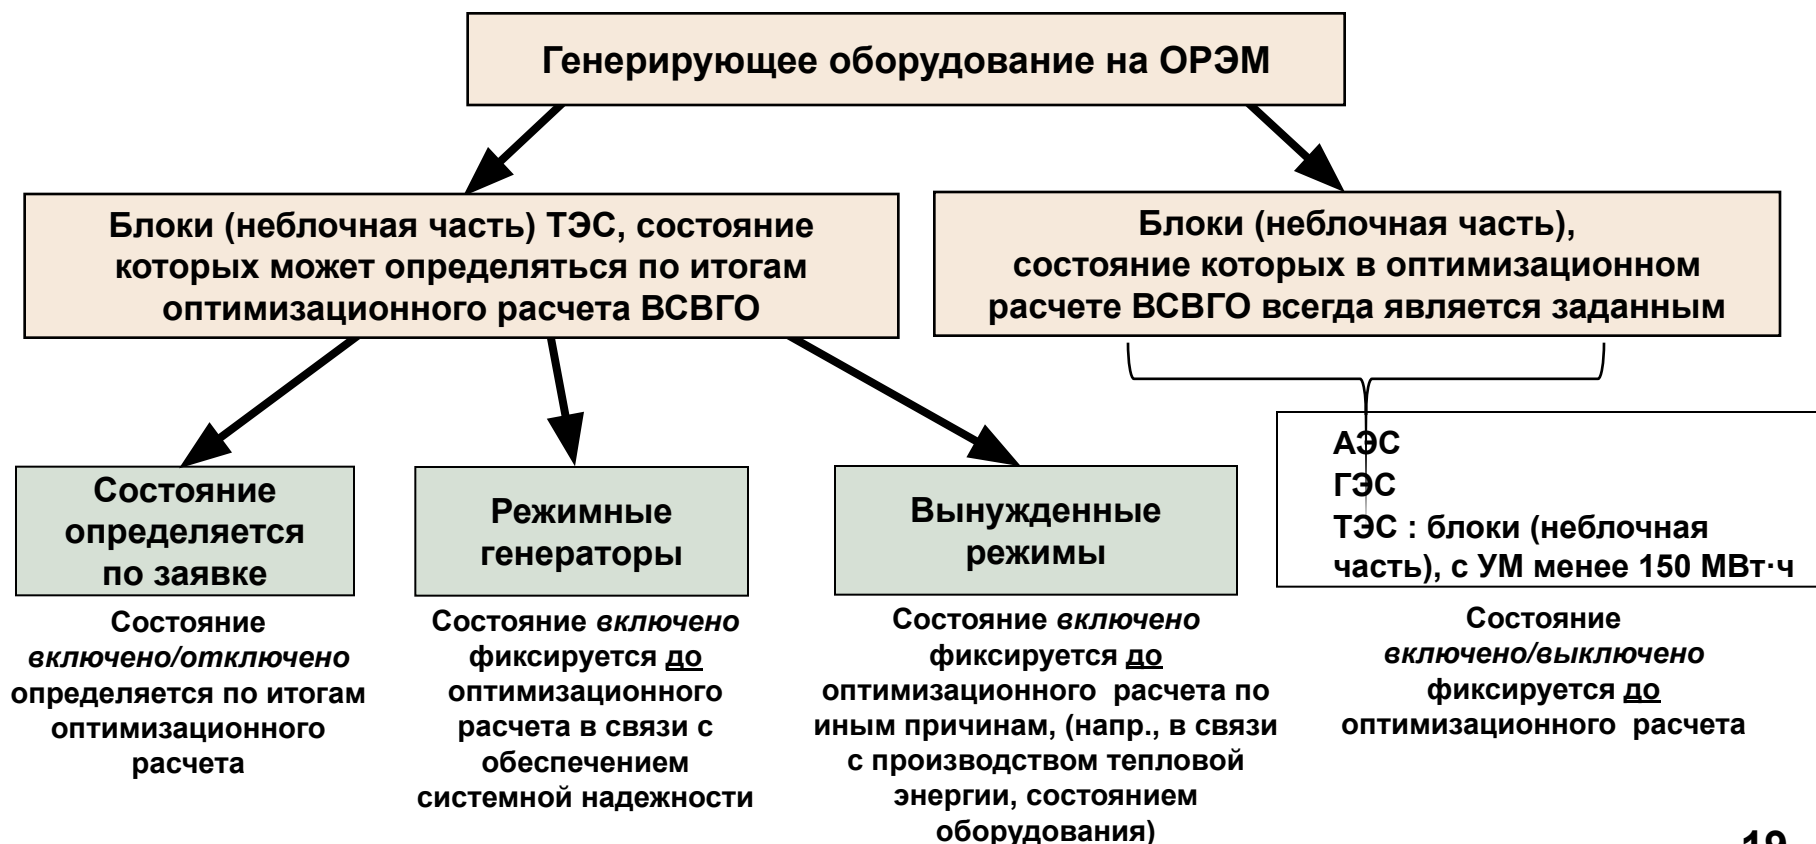 Генерирующее оборудование на ОРЭМ
Блоки (неблочная часть) ТЭС, состояние
которых может определяться по итогам
оптимизационного расчета ВСВГО
Блоки (неблочная часть),
состояние которых в оптимизационном
расчете ВСВГО всегда является заданным
Состояние
определяется
по заявке
Режимные
генераторы
Вынужденные
режимы
АЭС
ГЭС
ТЭС : блоки (неблочная
часть), с УМ менее 150 МВт·ч
Состояние
включено/отключено
определяется по итогам
оптимизационного
расчета
Состояние включено
фиксируется до
оптимизационного
расчета в связи с
обеспечением
системной надежности
Состояние включено
фиксируется до
оптимизационного расчета по
иным причинам, (напр., в связи
с производством тепловой
энергии, состоянием
оборудования)
Состояние
включено/выключено
фиксируется до
оптимизационного расчета